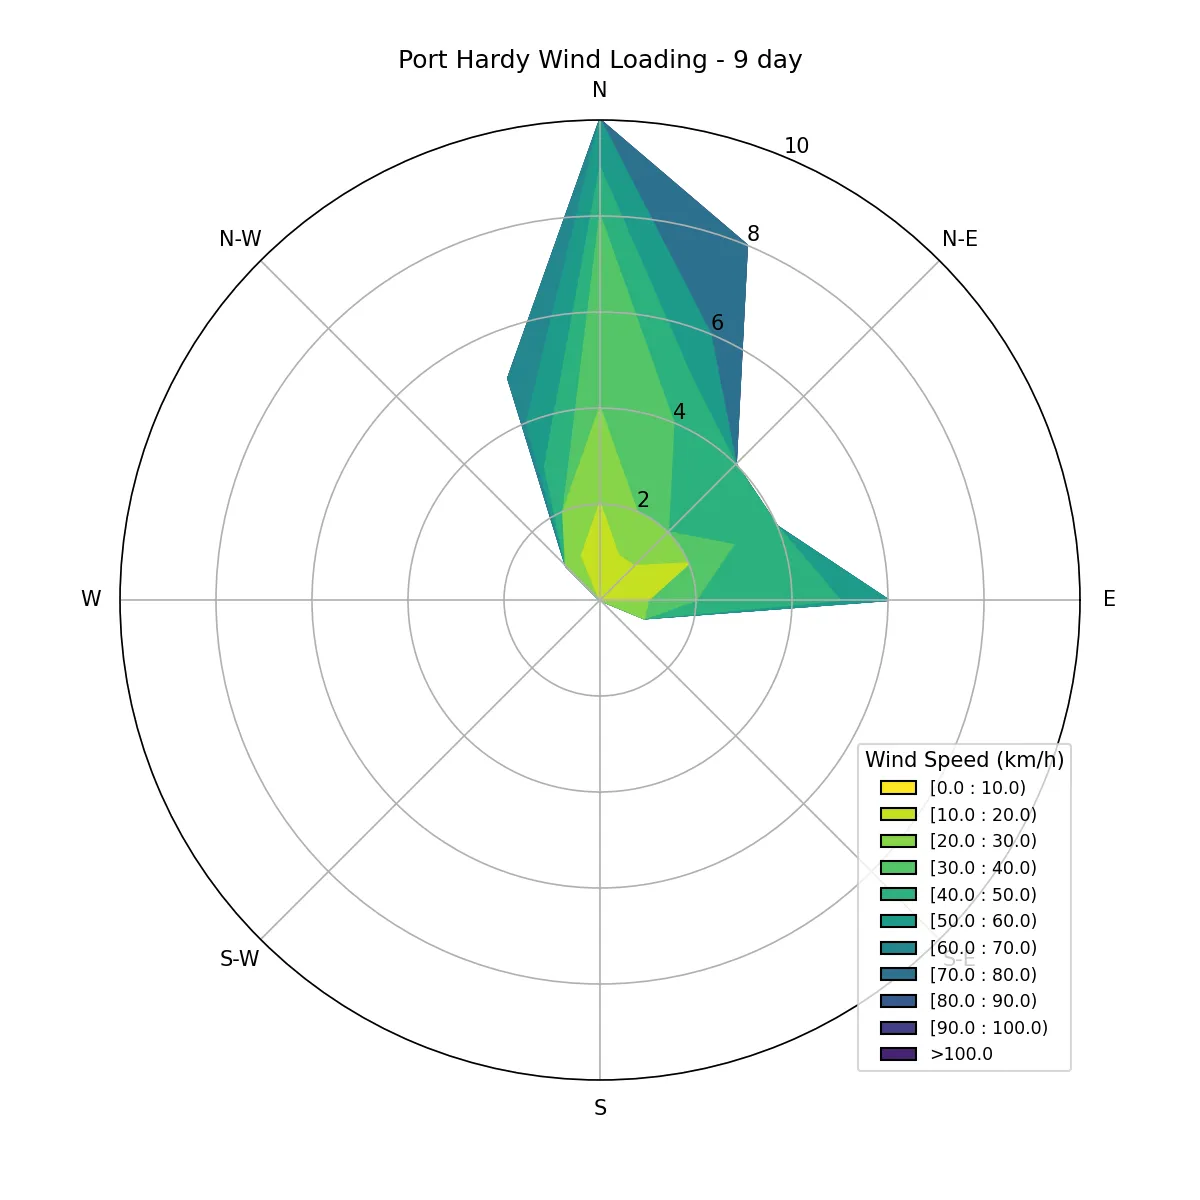 Port Hardy Wind Loading - 9 day
N
10
N-W
8
N-E
6
4
2
W
E
Wind Speed (km/h)
[0.0 : 10.0)
[10.0 : 20.0)
[20.0 : 30.0)
[30.0 : 40.0)
[40.0 : 50.0)
[50.0 : 60.0)
[60.0 : 70.0)
[70.0 : 80.0)
[80.0 : 90.0)
[90.0 : 100.0)
>100.0
S-W
S-E
S